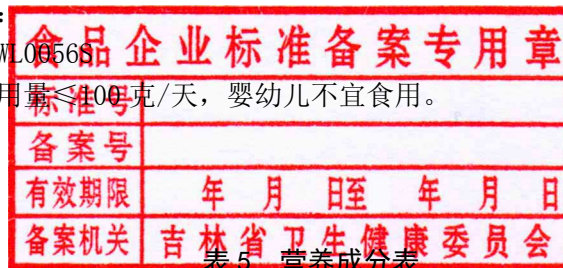 ：
食品企业标准备案专用章
WL0056S
用量≤100 克/天，婴幼儿不宜食用。
标准号
备案号
有效期限 年 月 日至 年 月 日
备案机关 吉林省卫生健康委员会
表 5 营养成分表